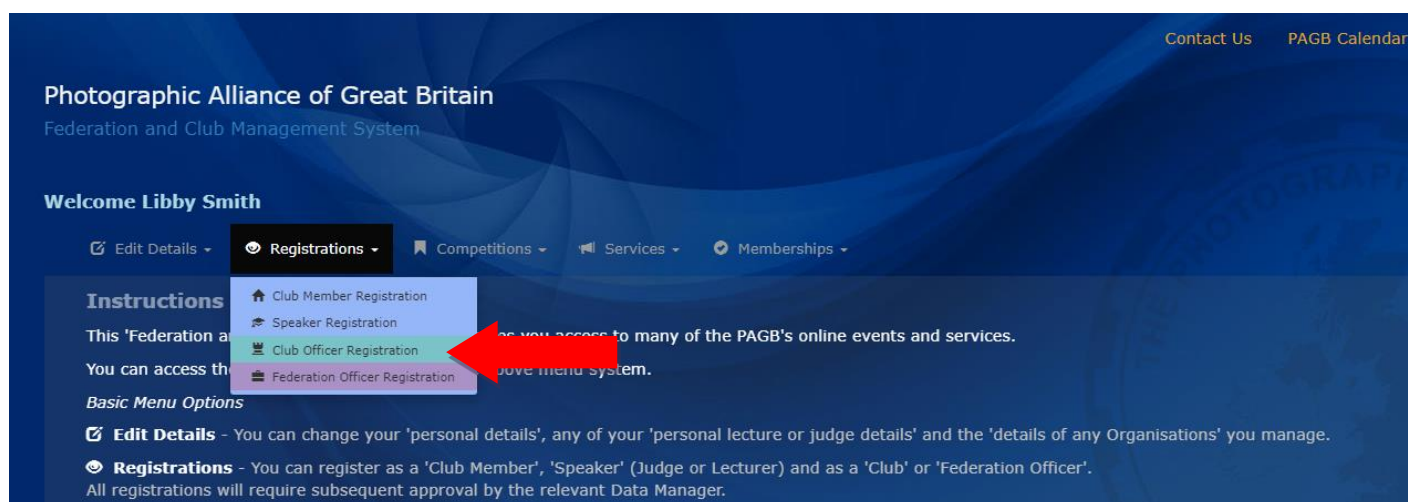 Contact Us PAGB Calendar
Photographic Alliance of Great Britain
Federation and Club Management System
Welcome Libby Smith
Edit Details Registrations Competitions Services Memberships
Instructions
Club Member Registration
Speaker Registration
Club Officer Registration
Federation Officer Registration
This 'Federation you access to many of the PAGB's online events and services.
You can access menu system.
Basic Menu Options
Edit Details - You can change your 'personal details', any of your 'personal lecture or judge details' and the 'details of any Organisations' you manage.
Registrations - You can register as a 'Club Member', 'Speaker' (Judge or Lecturer) and as a 'Club' or 'Federation Officer'.
All registrations will require subsequent approval by the relevant Data Manager.